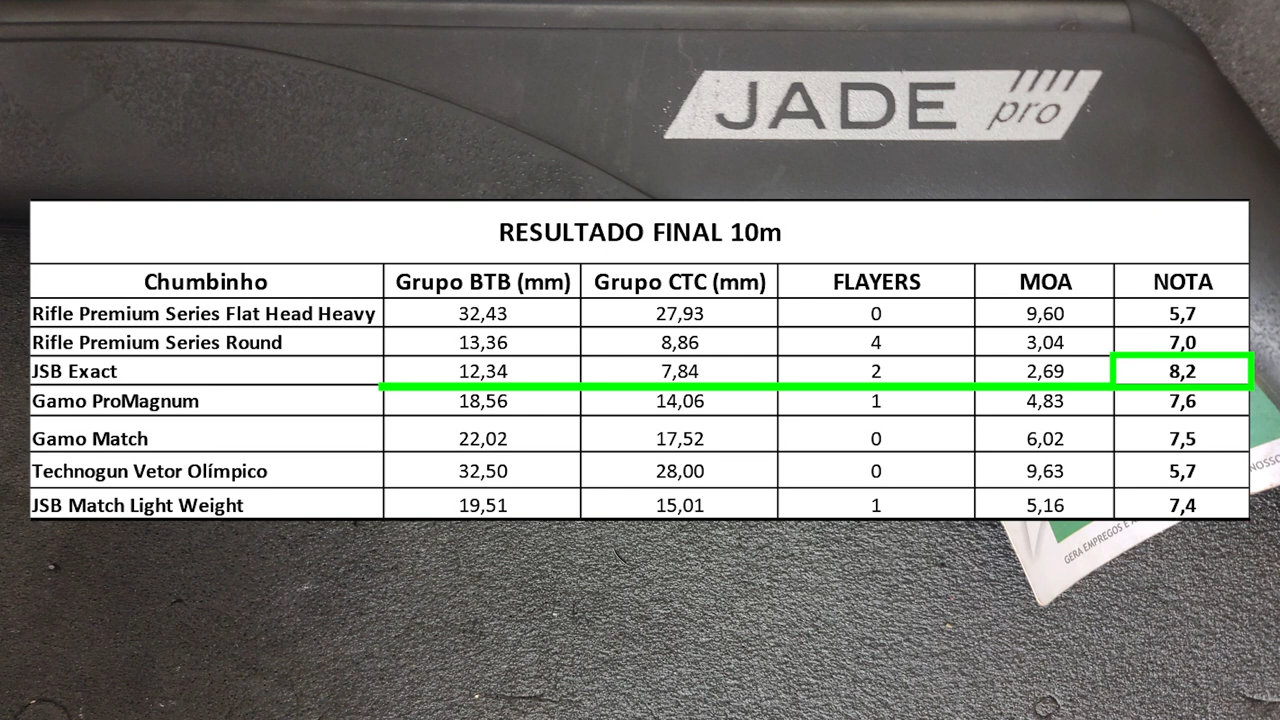 JADE pro
RESULTADO FINAL 10m
Chumbinho Grupo BTB (mm) Grupo CTC (mm) FLAYERS MOA NOTA
Rifle Premium Series Flat Head Heavy 32,43 27,93 0 9,60 5,7
Rifle Premium Series Round 13,36 8,86 4 3,04 7,0
JSB Exact 12,34 7,84 2 2,69 8,2
Gamo ProMagnum 18,56 14,06 1 4,83 7,6
Gamo Match 22,02 17,52 0 6,02 7,5
Technogun Vetor Olímpico 32,50 28,00 0 9,63 5,7
JSB Match Light Weight 19,51 15,01 1 5,16 7,4
GERA EMPREGOS E